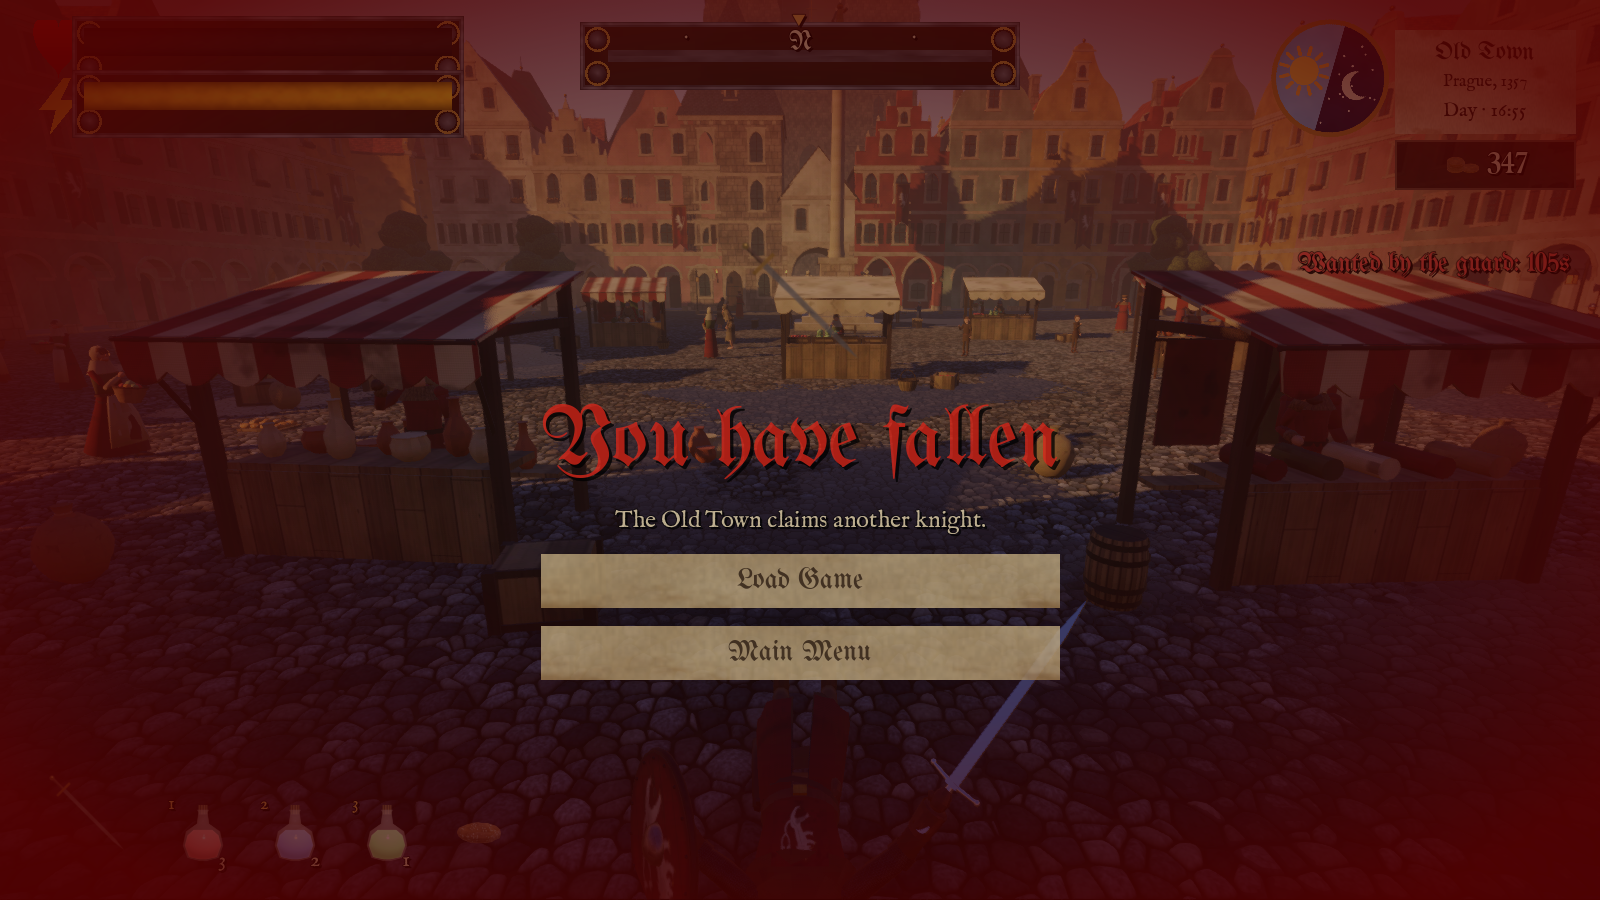 N
Old Town
Prague, 1357
Day · 16:55
347
Wanted by the guard: 105s
You have fallen
The Old Town claims another knight.
Load Game
Main Menu
1
2
3
3
2
1